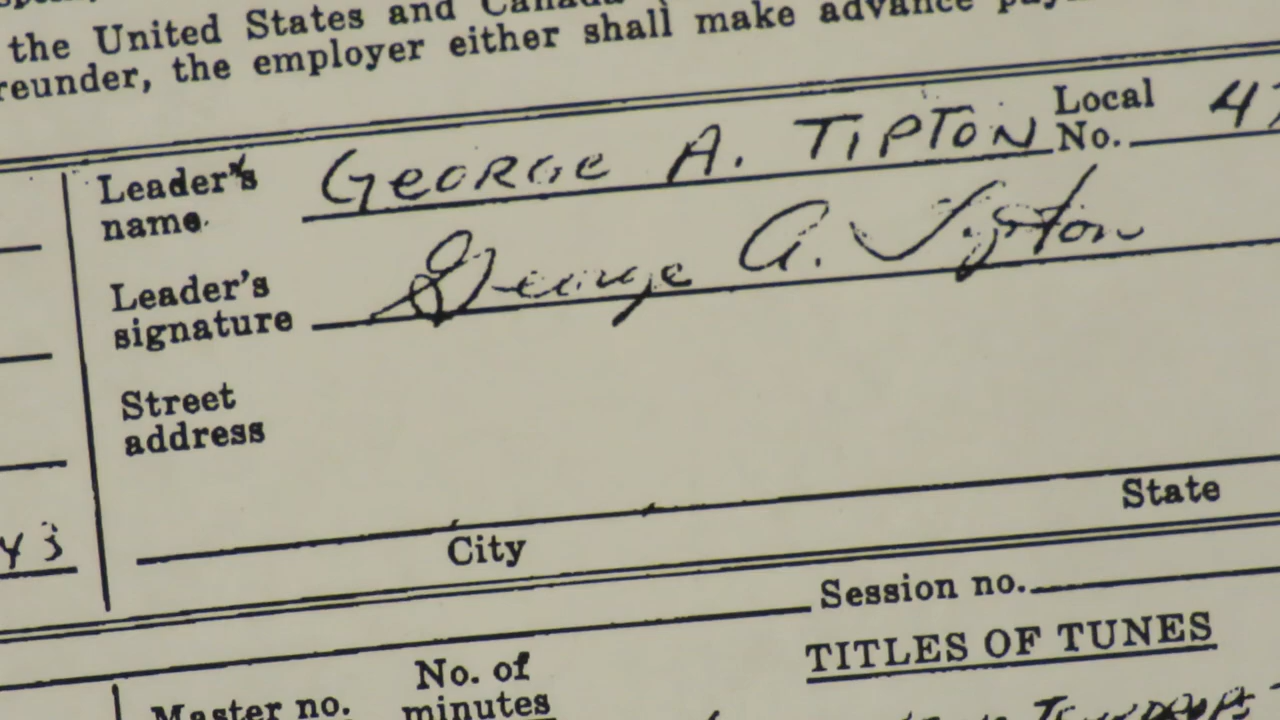 the United States and Canada
reunder, the employer either shall make advance
Leader's name GEORGE A. TIPTON Local No. 47
Leader's signature George A. Tipton
Street address
City State
Session no.
TITLES OF TUNES
Master no. No. of minutes